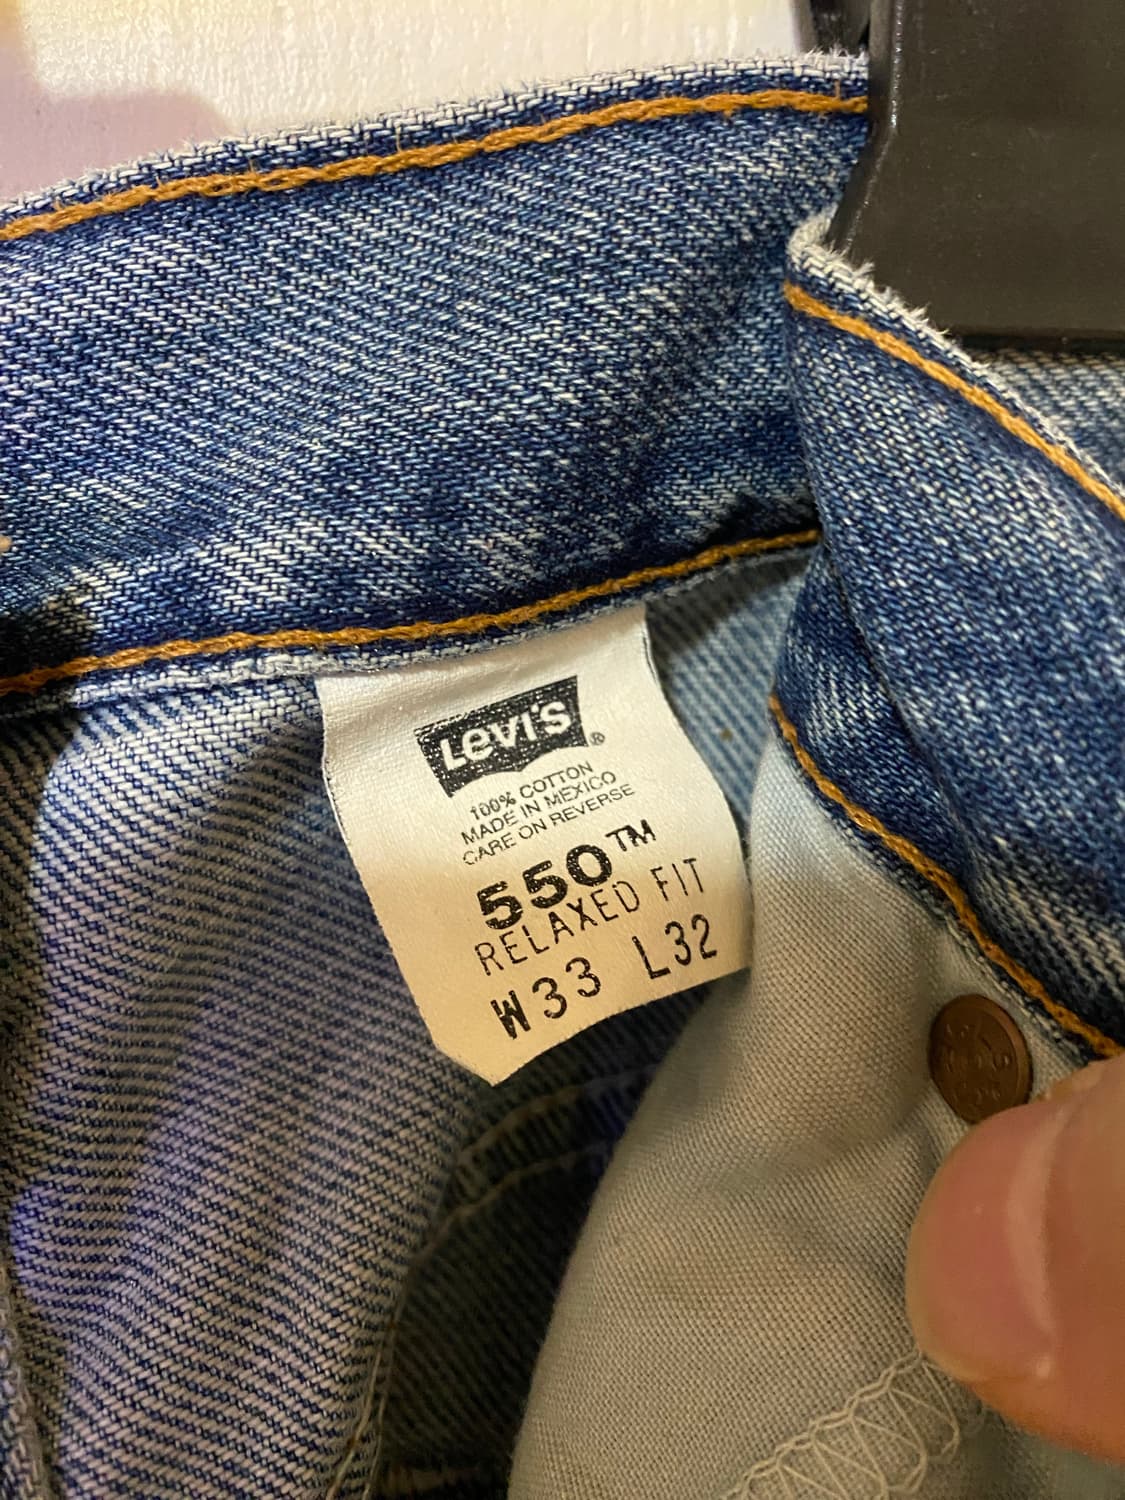 Levi's®
100% COTTON
MADE IN MEXICO
CARE ON REVERSE
550™
RELAXED FIT
W33 L32